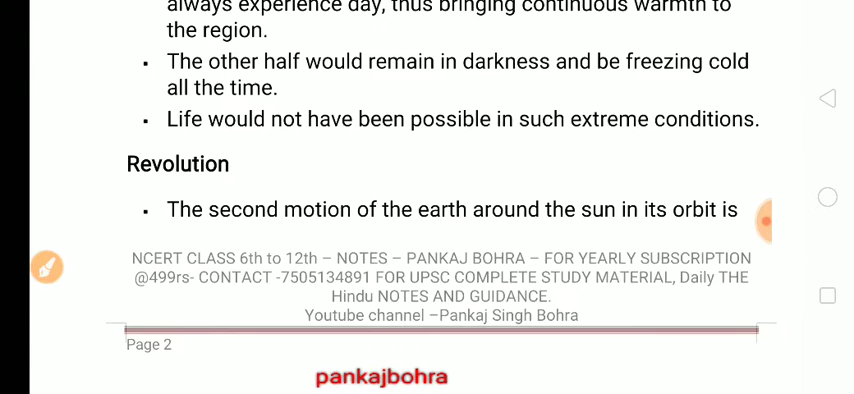 always experience day, thus bringing continuous warmth to
the region.
▪ The other half would remain in darkness and be freezing cold
all the time.
▪ Life would not have been possible in such extreme conditions.
Revolution
▪ The second motion of the earth around the sun in its orbit is
NCERT CLASS 6th to 12th – NOTES – PANKAJ BOHRA – FOR YEARLY SUBSCRIPTION
@499rs- CONTACT -7505134891 FOR UPSC COMPLETE STUDY MATERIAL, Daily THE
Hindu NOTES AND GUIDANCE.
Youtube channel –Pankaj Singh Bohra
Page 2
pankajbohra